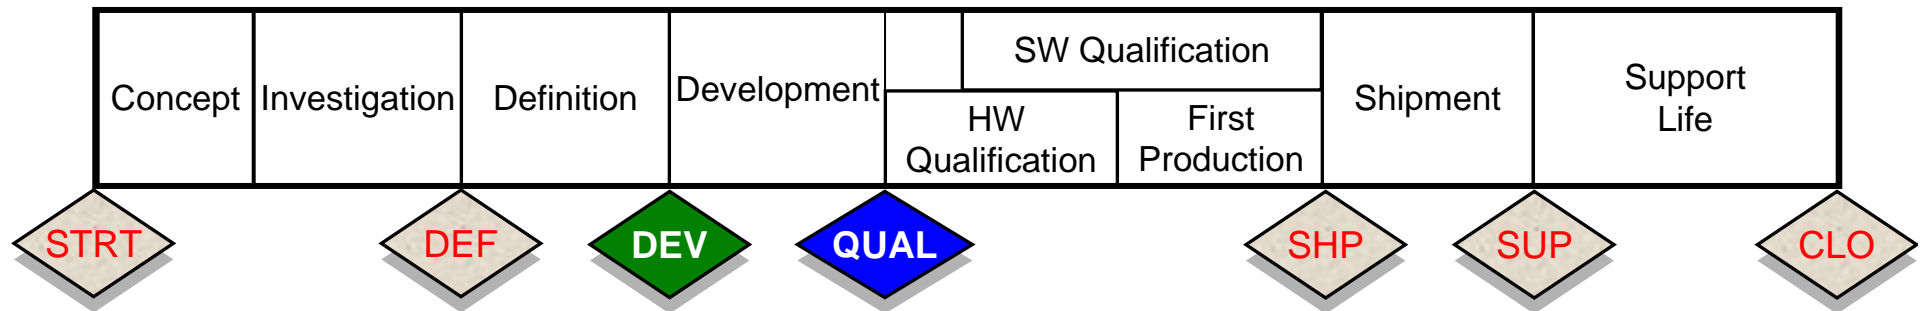 Concept
Investigation
Definition
Development
SW Qualification
HW
Qualification
First
Production
Shipment
Support
Life
STRT
DEF
DEV
QUAL
SHP
SUP
CLO